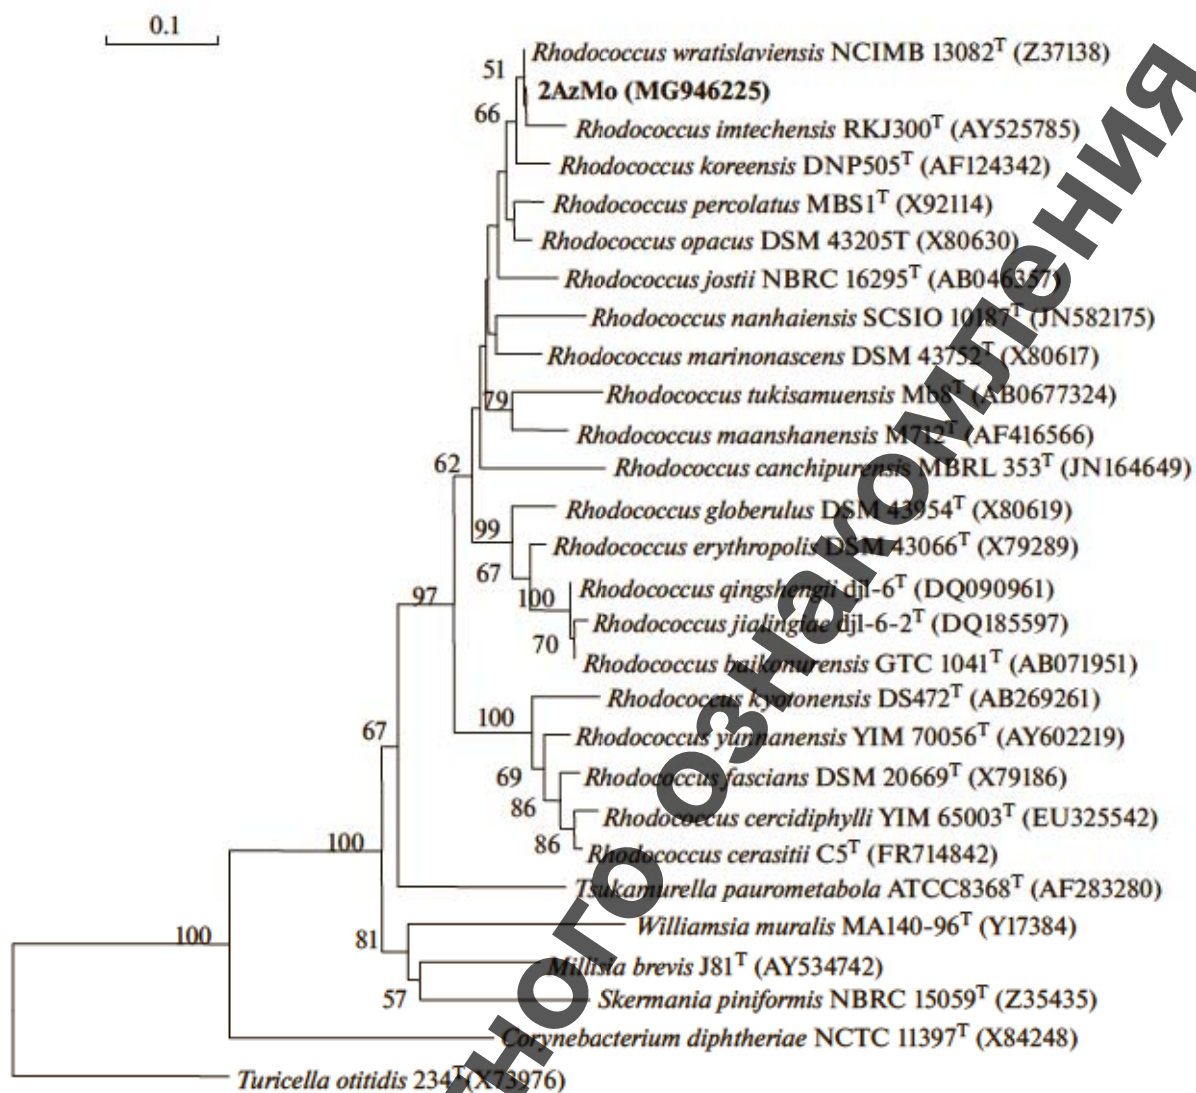 0.1
Rhodococcus wratislaviensis NCIMB 13082ᵀ (Z37138)
51
2AzMo (MG946225)
66
Rhodococcus imtechensis RKJ300ᵀ (AY525785)
Rhodococcus koreensis DNP505ᵀ (AF124342)
Rhodococcus percolatus MBS1ᵀ (X92114)
Rhodococcus opacus DSM 43205T (X80630)
Rhodococcus jostii NBRC 16295ᵀ (AB046357)
Rhodococcus nanhaiensis SCSIO 10187ᵀ (JN582175)
Rhodococcus marinonascens DSM 43752ᵀ (X80617)
79
Rhodococcus tukisamuensis Mb8ᵀ (AB0677324)
Rhodococcus maanshanensis M712ᵀ (AF416566)
62
Rhodococcus canchipurensis MBRL 353ᵀ (JN164649)
Rhodococcus globerulus DSM 43954ᵀ (X80619)
99
Rhodococcus erythropolis DSM 43066ᵀ (X79289)
67
97
100
Rhodococcus qingshengii djl-6ᵀ (DQ090961)
Rhodococcus jialingiae djl-6-2ᵀ (DQ185597)
70
Rhodococcus baikonurensis GTC 1041ᵀ (AB071951)
Rhodococcus kyotonensis DS472ᵀ (AB269261)
100
67
Rhodococcus yunnanensis YIM 70056ᵀ (AY602219)
69
Rhodococcus fascians DSM 20669ᵀ (X79186)
86
Rhodococcus cercidiphylli YIM 65003ᵀ (EU325542)
86
100
Rhodococcus cerasitii C5ᵀ (FR714842)
Tsukamurella paurometabola ATCC8368ᵀ (AF283280)
Williamsia muralis MA140-96ᵀ (Y17384)
100
81
Millisia brevis J81ᵀ (AY534742)
57
Skermania piniformis NBRC 15059ᵀ (Z35435)
Corynebacterium diphtheriae NCTC 11397ᵀ (X84248)
Turicella otitidis 234ᵀ(X73976)
ознакомления